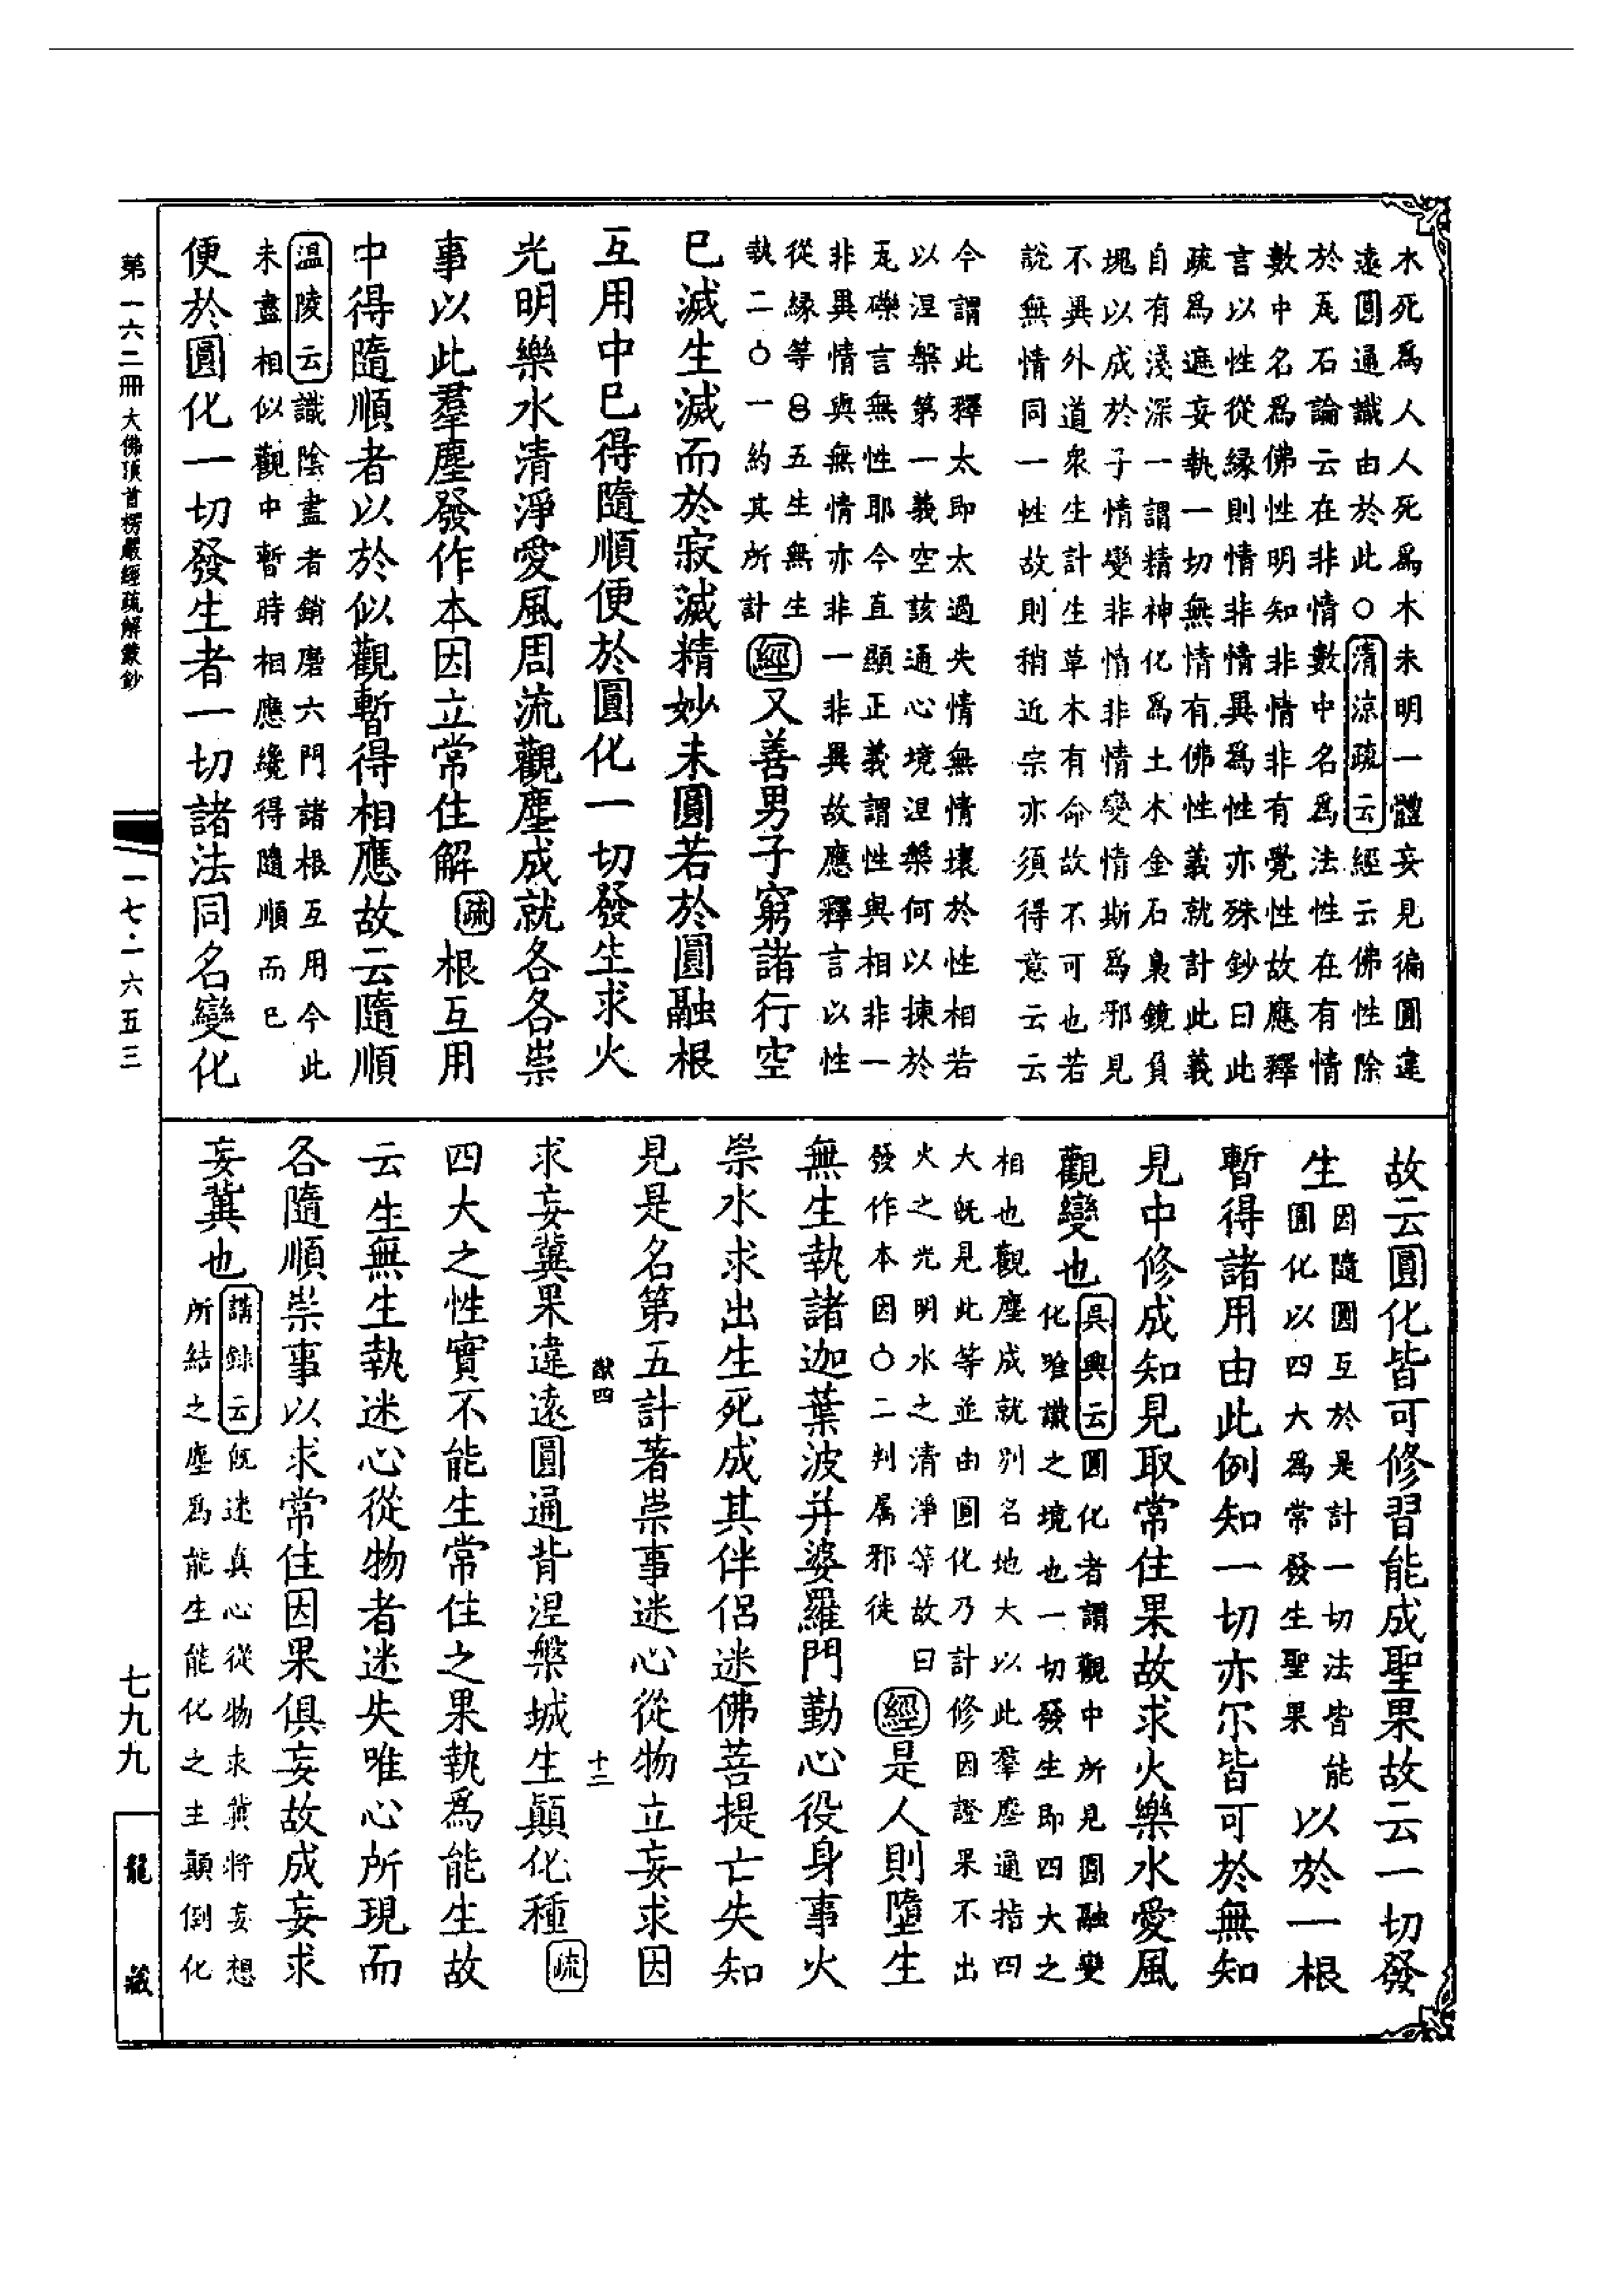 木死爲人人死爲木未明一體妄見徧圓違
遠圓通識由於此○清涼疏云經云佛性除
於瓦石論云在非情數中名爲法性在有情
數中名爲佛性明知非情非有覺性故應釋
言以性從緣則情非情異爲性亦殊鈔曰此
疏爲遮妄執一切無情有佛性義就計此義
自有淺深一謂精神化爲土木金石梟鏡負
塊以成於子情變非情非情變情斯爲邪見
不異外道衆生計生草木有命故不可也若
說無情同一性故則稍近宗亦須得意云云
今謂此釋太即太過失情無情壞於性相若
以涅槃第一義空該通心境涅槃何以揀於
瓦礫言無性耶今直顯正義謂性與相非一
非異情與無情亦非一非異故應釋言以性
從緣等○○五生無生
執二○一約其所計
經又善男子窮諸行空
已滅生滅而於寂滅精妙未圓若於圓融根
互用中已得隨順便於圓化一切發生求火
光明樂水清淨愛風周流觀塵成就各各崇
事以此羣塵發作本因立常住解疏根互用
中得隨順者以於似觀暫得相應故云隨順
溫陵云識陰盡者銷磨六門諸根互用今此
未盡相似觀中暫時相應纔得隨順而已
便於圓化一切發生者一切諸法同名變化
故云圓化皆可修習能成聖果故云一切發
生
因隨圓互於是計一切法皆能
圓化以四大爲常發生聖果
以於一根
暫得諸用由此例知一切亦尔皆可於無知
見中修成知見取常住果故求火樂水愛風
觀變也
吳興云圓化者謂觀中所見圓融變
化唯識之境也一切發生即四大之
相也觀塵成就別名地大以此羣塵通指四
大既見此等並由圓化乃計修因證果不出
火之光明水之清淨等故曰
發作本因○二判屬邪徒
經是人則墮生
無生執諸迦葉波并婆羅門勤心役身事火
崇水求出生死成其伴侶迷佛菩提亡失知
見是名第五計著崇事迷心從物立妄求因
猷四
十三
求妄冀果違遠圓通背涅槃城生顛化種疏
四大之性實不能生常住之果執爲能生故
云生無生執迷心從物者迷失唯心所現而
各隨順崇事以求常住因果俱妄故成妄求
妄冀也
講錄云既迷真心從物求冀將妄想
所結之塵爲能生能化之主顛倒化
第一六二冊 大佛頂首楞嚴經疏解蒙鈔
一七·一六五三
七九九
龍藏